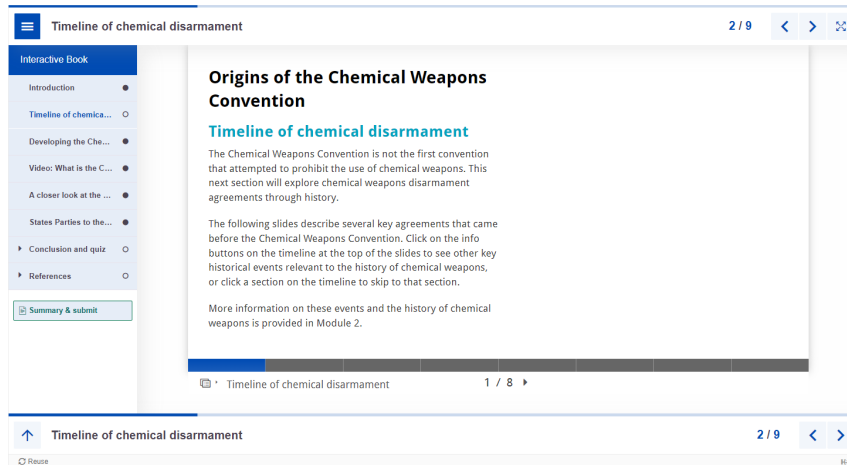 Timeline of chemical disarmament
2 / 9
Interactive Book
Introduction
Timeline of chemica...
Developing the Che...
Video: What is the C...
A closer look at the ...
States Parties to the...
Conclusion and quiz
References
Summary & submit
Origins of the Chemical Weapons
Convention
Timeline of chemical disarmament
The Chemical Weapons Convention is not the first convention
that attempted to prohibit the use of chemical weapons. This
next section will explore chemical weapons disarmament
agreements through history.
The following slides describe several key agreements that came
before the Chemical Weapons Convention. Click on the info
buttons on the timeline at the top of the slides to see other key
historical events relevant to the history of chemical weapons,
or click a section on the timeline to skip to that section.
More information on these events and the history of chemical
weapons is provided in Module 2.
Timeline of chemical disarmament
1 / 8
Timeline of chemical disarmament
2 / 9
Reuse